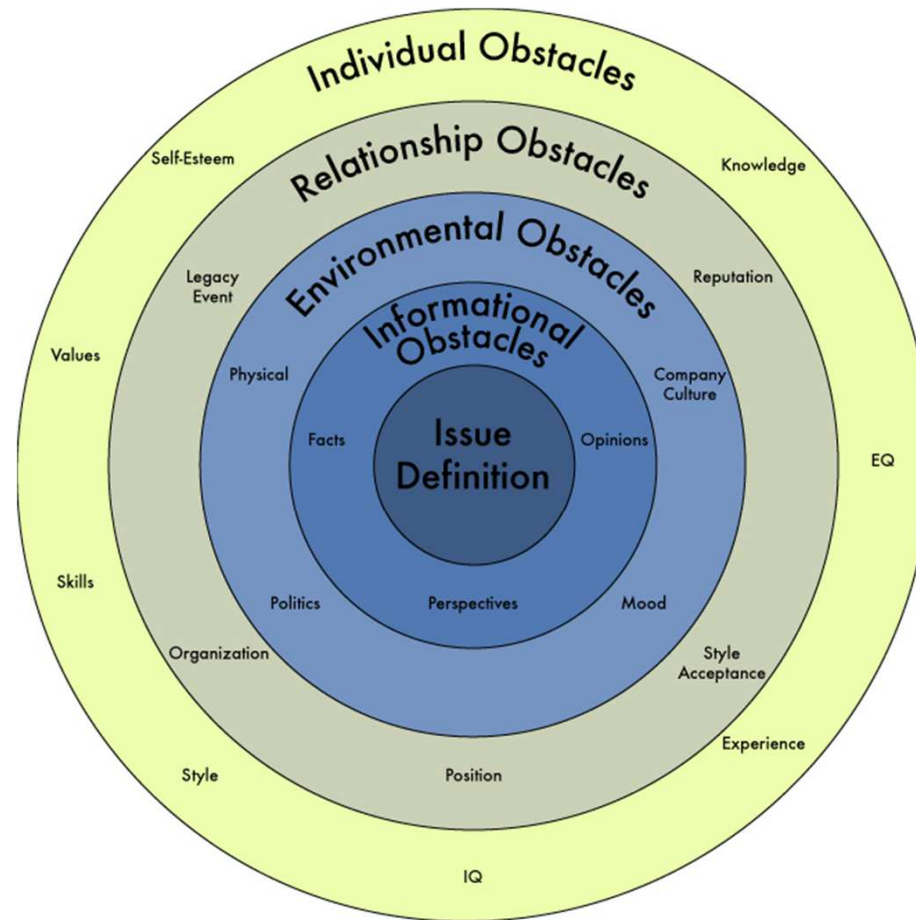 Individual Obstacles
Relationship Obstacles
Environmental Obstacles
Informational
Obstacles
Issue
Definition
Self-Esteem
Knowledge
Legacy
Event
Reputation
Values
Physical
Company
Culture
Facts
Opinions
EQ
Skills
Politics
Perspectives
Mood
Organization
Style
Acceptance
Experience
Style
Position
IQ